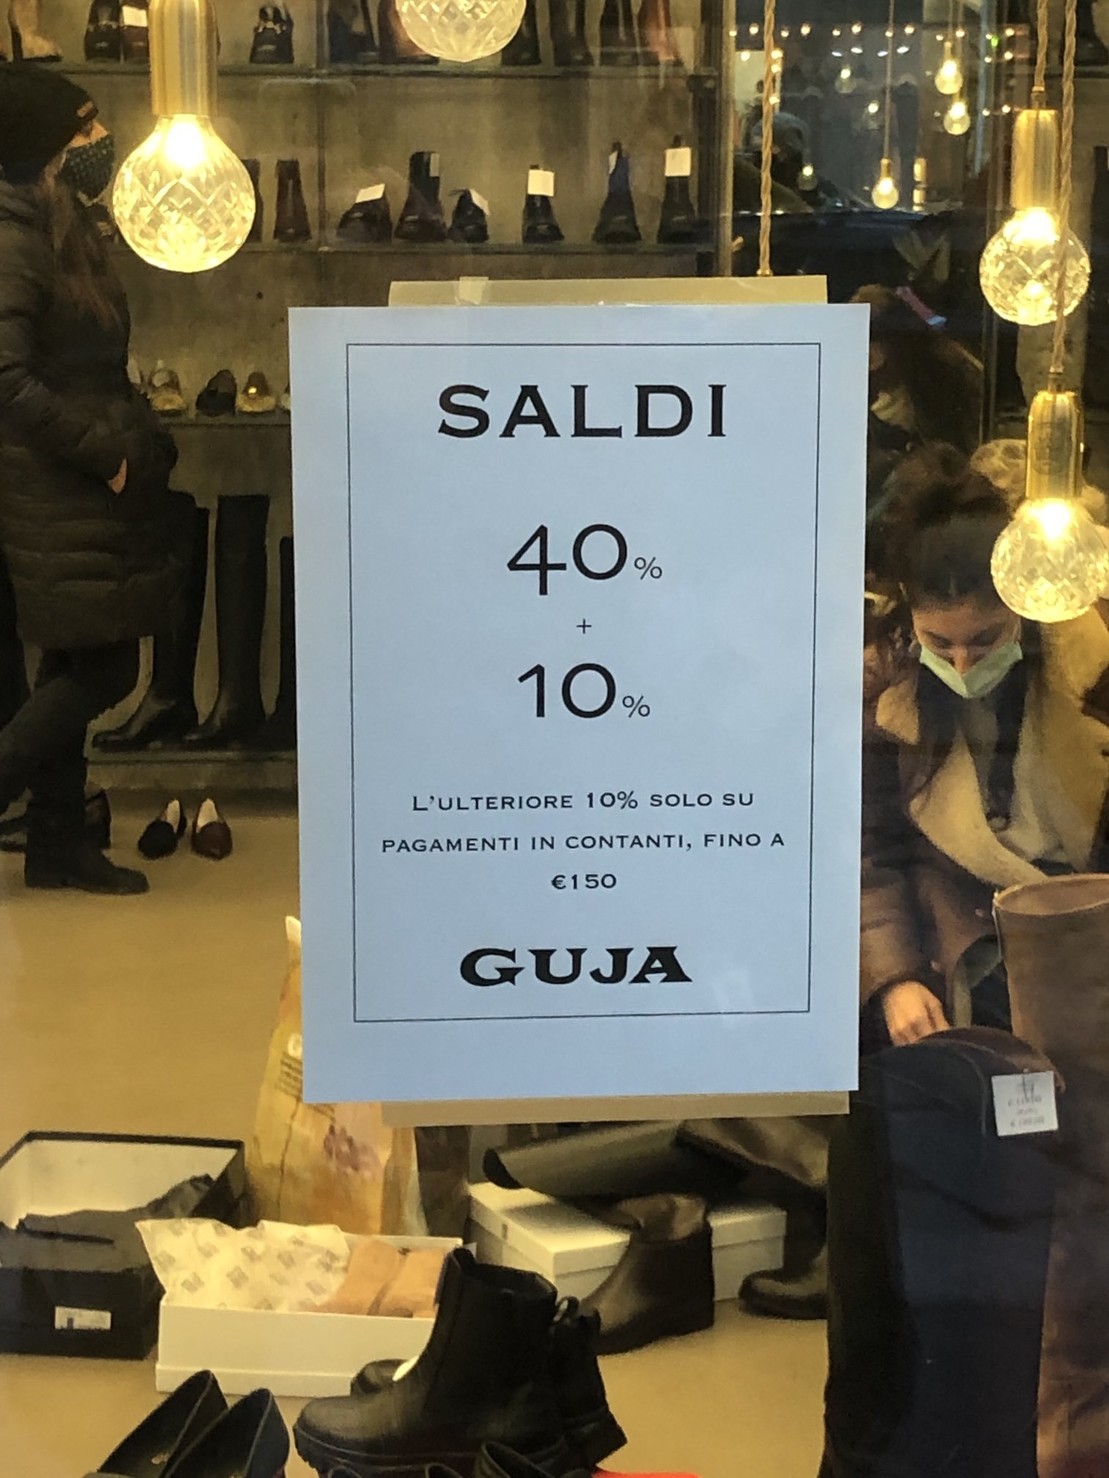 SALDI
40%
+
10%
L'ULTERIORE 10% SOLO SU
PAGAMENTI IN CONTANTI, FINO A
€150
GUJA